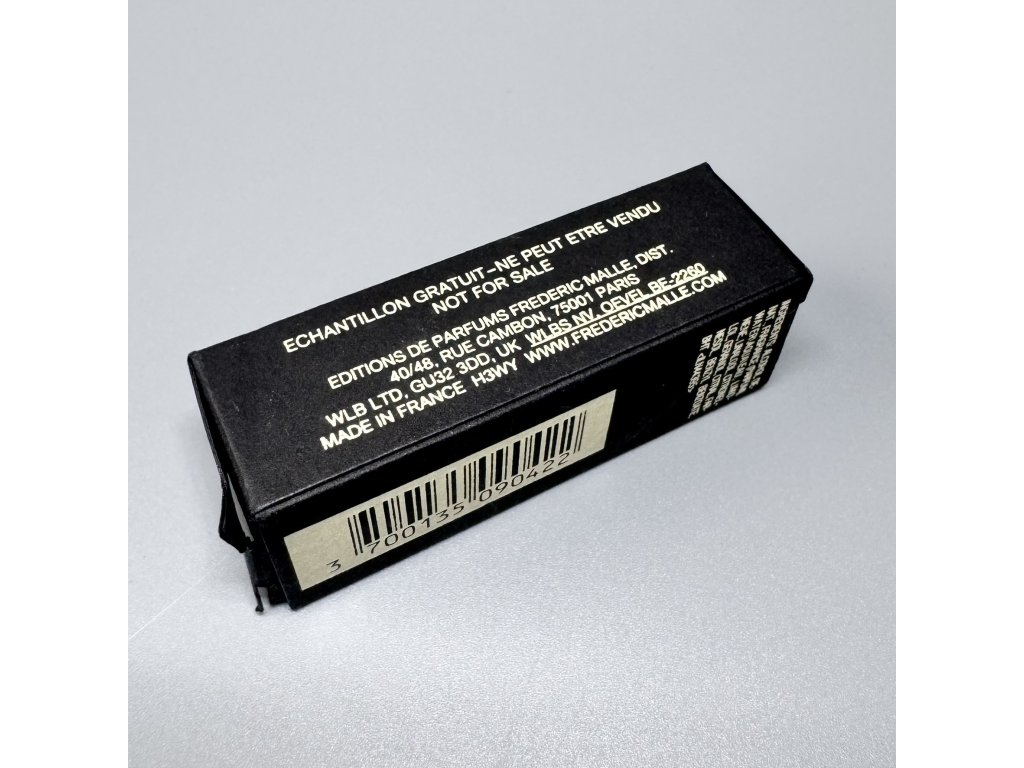 ECHANTILLON GRATUIT-NE PEUT ETRE VENDU
NOT FOR SALE
EDITIONS DE PARFUMS FREDERIC MALLE. DIST.
40/48, RUE CAMBON, 75001 PARIS
WLB LTD, GU32 3DD, UK WLBS NV. OEVEL BE-2260
MADE IN FRANCE H3WY WWW.FREDERICMALLE.COM
3 700135 090422